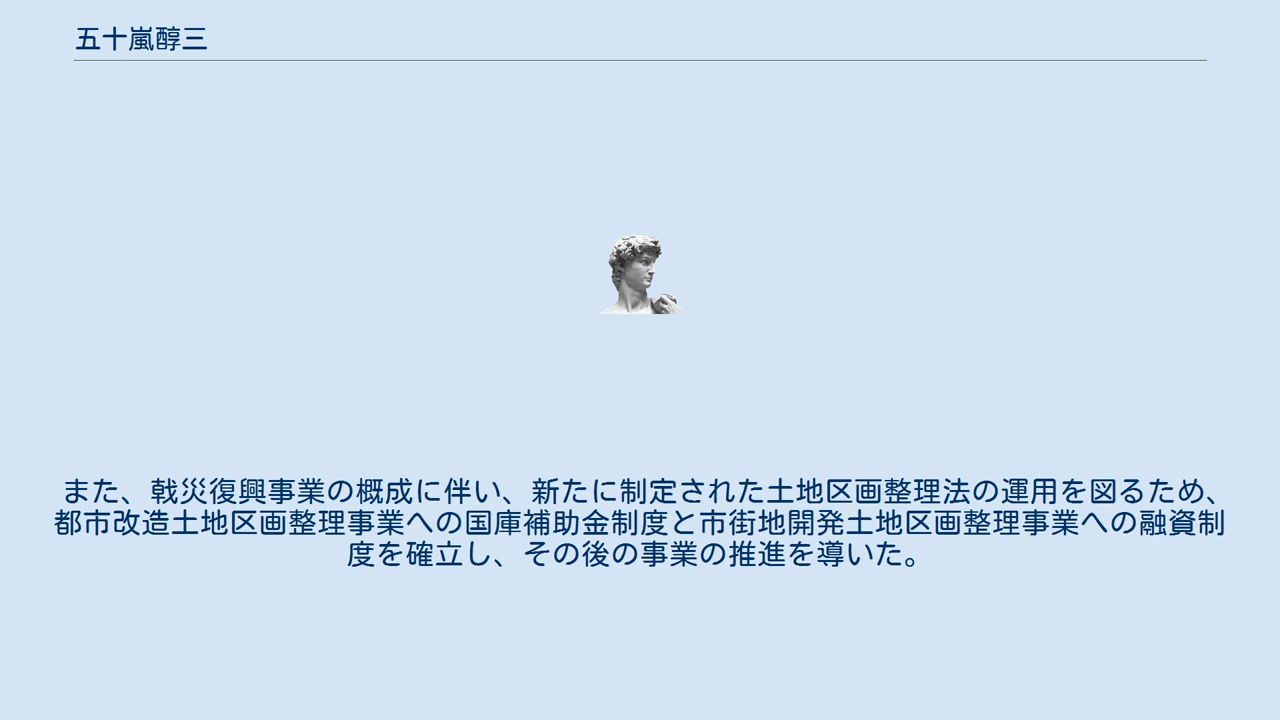 五十嵐醇三
また、戟災復興事業の概成に伴い、新たに制定された土地区画整理法の運用を図るため、
都市改造土地区画整理事業への国庫補助金制度と市街地開発土地区画整理事業への融資制
度を確立し、その後の事業の推進を導いた。